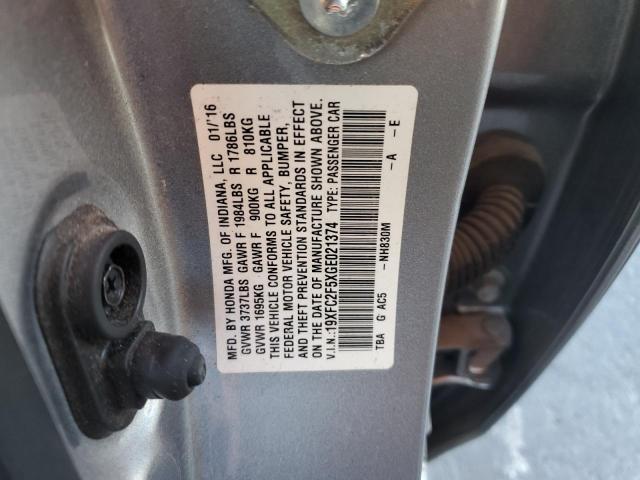 MFD. BY HONDA MFG. OF INDIANA, LLC 01/'16
GVWR 3737LBS GAWR F 1984LBS R 1786LBS
GVWR 1695KG GAWR F 900KG R 810KG
THIS VEHICLE CONFORMS TO ALL APPLICABLE
FEDERAL MOTOR VEHICLE SAFETY, BUMPER,
AND THEFT PREVENTION STANDARDS IN EFFECT
ON THE DATE OF MANUFACTURE SHOWN ABOVE.
V.I.N.:19XFC2F5XGE021374 TYPE: PASSENGER CAR
TBA G AC5 -NH830M -A -E